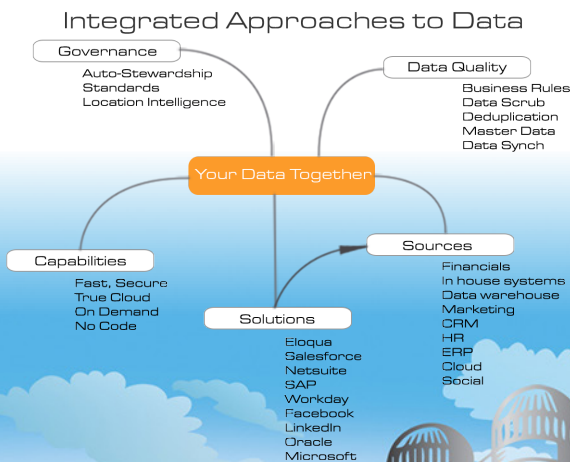 Integrated Approaches to Data
Governance
Auto-Stewardship
Standards
Location Intelligence
Data Quality
Business Rules
Data Scrub
Deduplication
Master Data
Data Synch
Your Data Together
Capabilities
Fast, Secure
True Cloud
On Demand
No Code
Solutions
Eloqua
Salesforce
Netsuite
SAP
Workday
Facebook
LinkedIn
Oracle
Microsoft
Sources
Financials
In house systems
Data warehouse
Marketing
CRM
HR
ERP
Cloud
Social